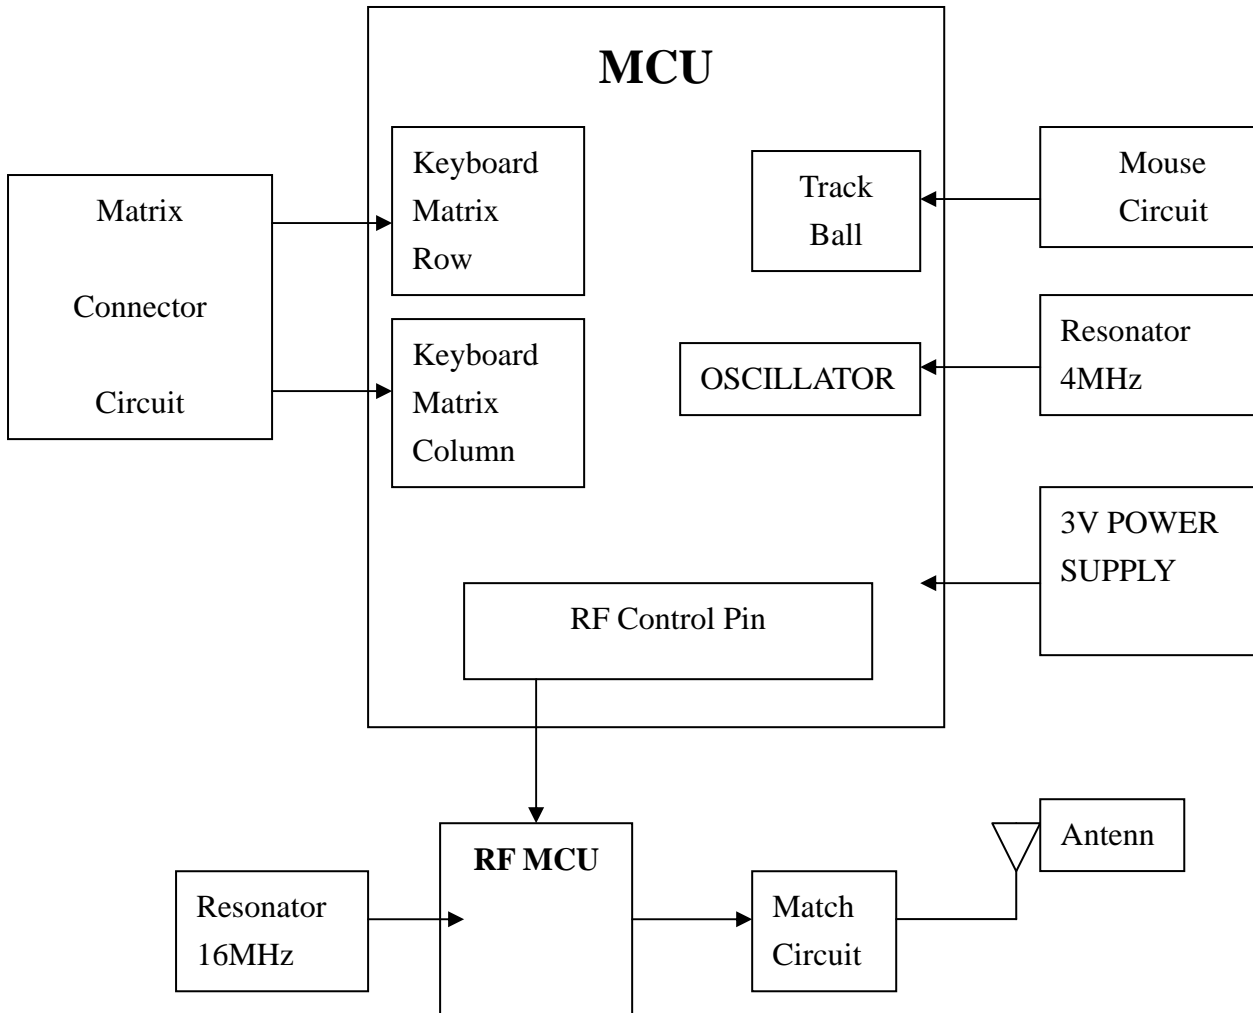 MCU
Matrix
Connector
Circuit
Keyboard
Matrix
Row
Keyboard
Matrix
Column
Track
Ball
OSCILLATOR
RF Control Pin
Mouse
Circuit
Resonator
4MHz
3V POWER
SUPPLY
RF MCU
Resonator
16MHz
Match
Circuit
Antenn